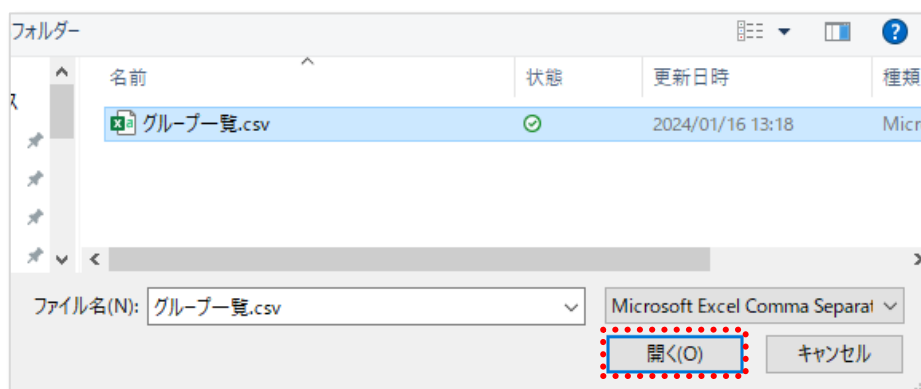 フォルダー
?
名前 状態 更新日時 種類
ス
グループ一覧.csv 2024/01/16 13:18 Micr
ファイル名(N): グループ一覧.csv Microsoft Excel Comma Separat
開く(O) キャンセル